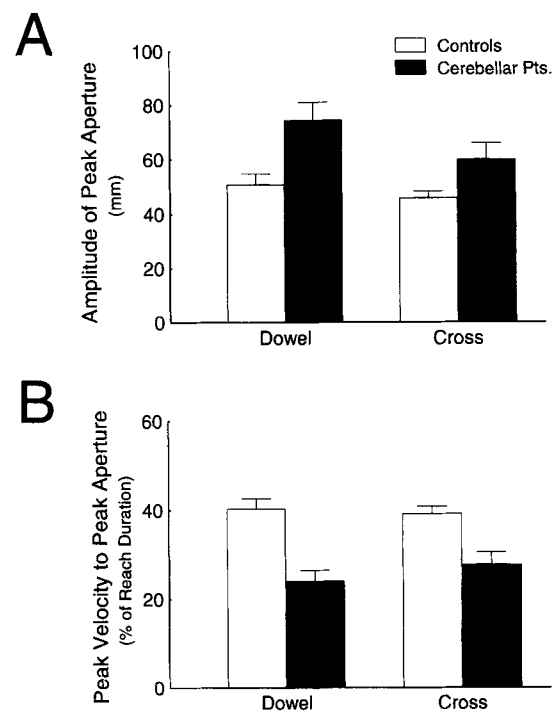 A
Controls
Cerebellar Pts.
Amplitude of Peak Aperture
(mm)
100
80
60
40
20
0
Dowel
Cross
B
Peak Velocity to Peak Aperture
(% of Reach Duration)
60
40
20
0
Dowel
Cross